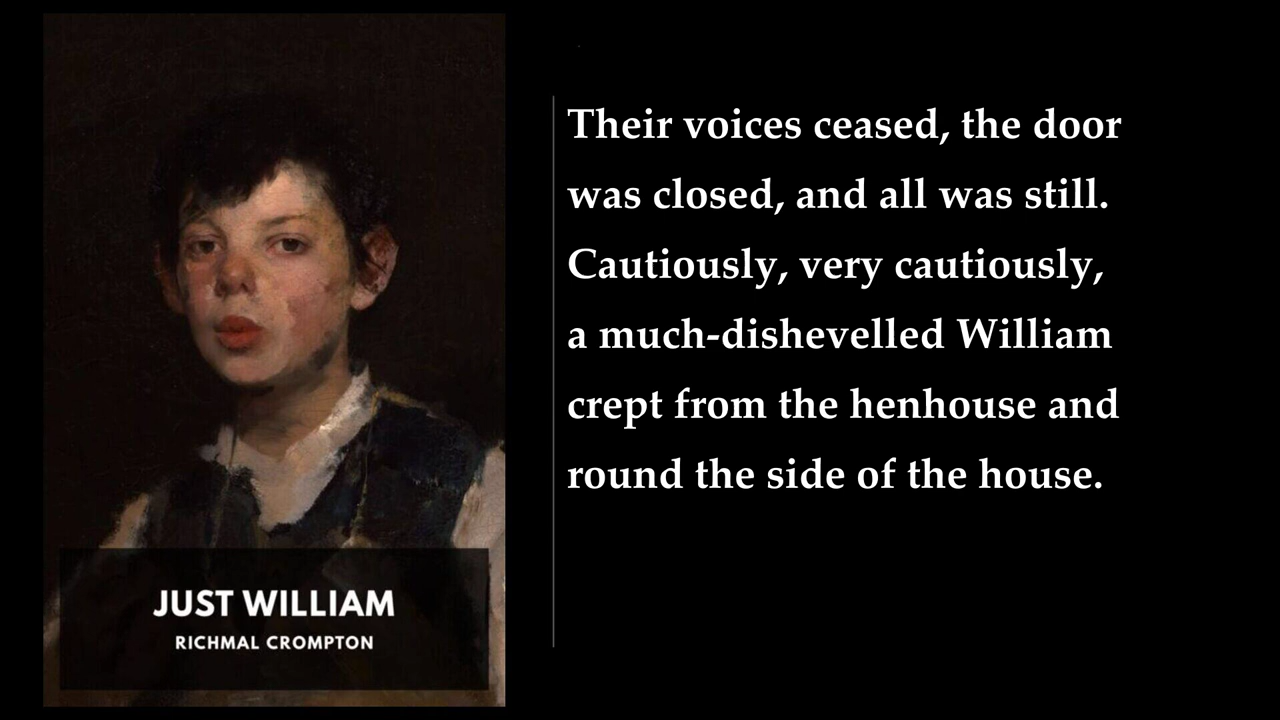 JUST WILLIAM
RICHMAL CROMPTON
Their voices ceased, the door
was closed, and all was still.
Cautiously, very cautiously,
a much-dishevelled William
crept from the henhouse and
round the side of the house.